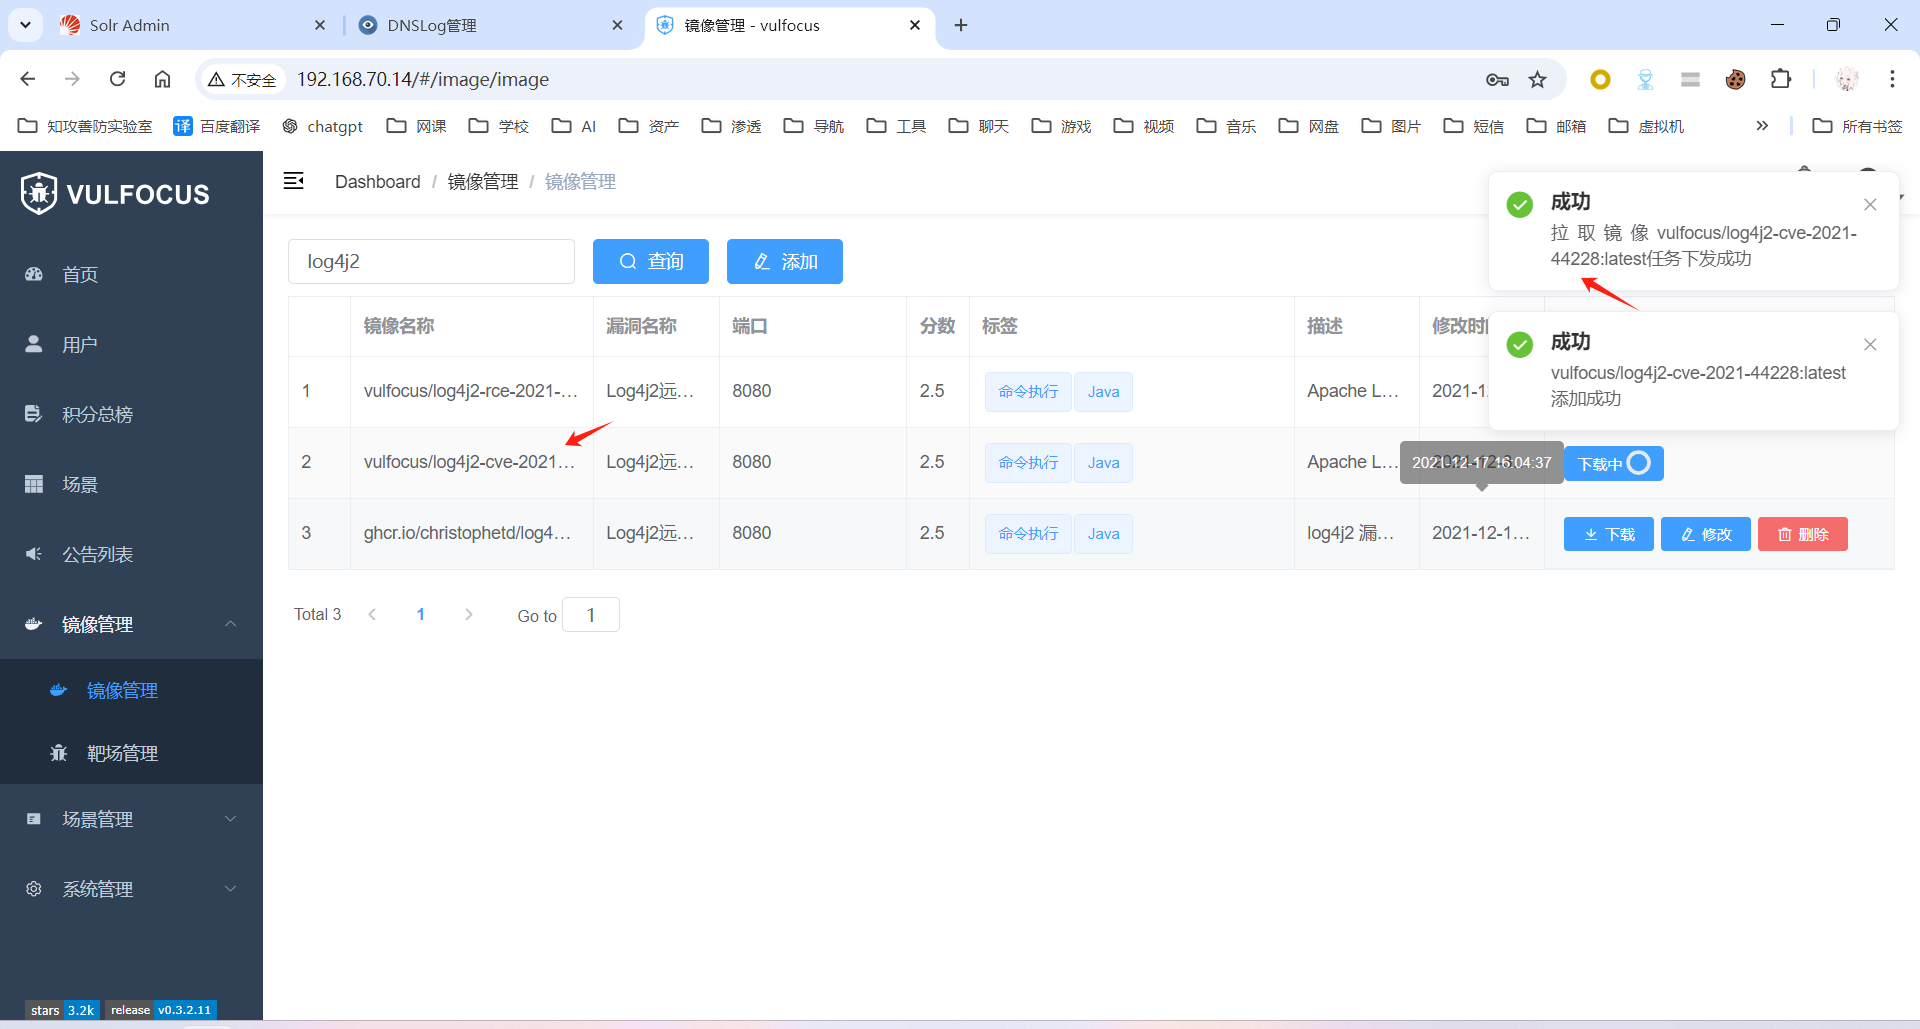 Solr Admin
DNSLog管理
镜像管理 - vulfocus
不安全
192.168.70.14/#/image/image
知攻善防实验室
译 百度翻译
chatgpt
网课
学校
AI
资产
渗透
导航
工具
聊天
游戏
视频
音乐
网盘
图片
短信
邮箱
虚拟机
所有书签
VULFOCUS
首页
用户
积分总榜
场景
公告列表
镜像管理
镜像管理
靶场管理
场景管理
系统管理
stars 3.2k
release v0.3.2.11
Dashboard / 镜像管理 / 镜像管理
log4j2
查询
添加
成功
拉取镜像vulfocus/log4j2-cve-2021-
44228:latest任务下发成功
成功
vulfocus/log4j2-cve-2021-44228:latest
添加成功
镜像名称 漏洞名称 端口 分数 标签 描述 修改时
1 vulfocus/log4j2-rce-2021-... Log4j2远... 8080 2.5 命令执行 Java Apache L... 2021-1
2 vulfocus/log4j2-cve-2021... Log4j2远... 8080 2.5 命令执行 Java Apache L... 下载中
2021-12-17 16:04:37
3 ghcr.io/christophetd/log4... Log4j2远... 8080 2.5 命令执行 Java log4j2 漏... 2021-12-1... 下载 修改 删除
Total 3 1 Go to 1